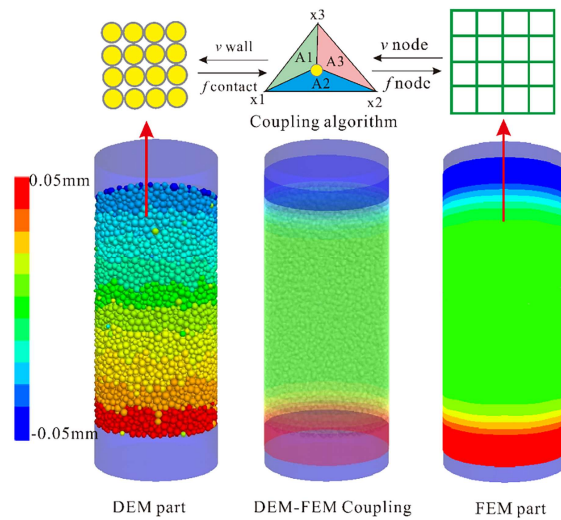 x3
v wall
v node
A1
A3
A2
f contact
f node
x1
x2
Coupling algorithm
0.05mm
-0.05mm
DEM part
DEM-FEM Coupling
FEM part